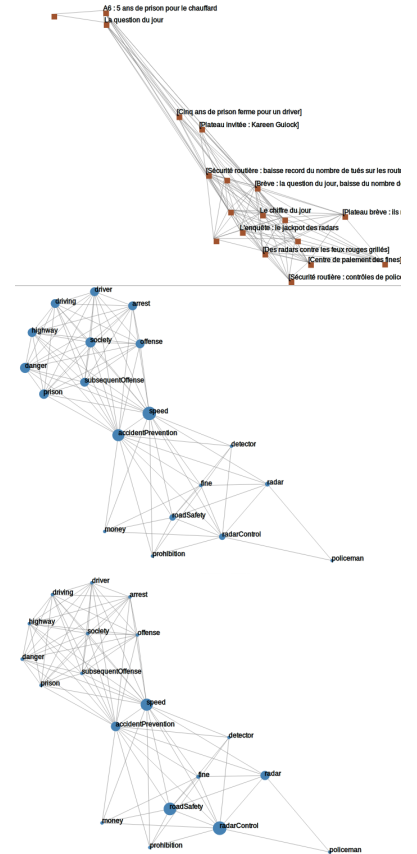 A6 : 5 ans de prison pour le chauffard
La question du jour
[Cinq ans de prison ferme pour un driver]
[Plateau invitée : Kareen Gulock]
[Sécurité routière : baisse record du nombre de tués sur les route
[Brève : la question du jour, baisse du nombre de
Le chiffre du jour
[Plateau brève : ils
L'enquête : le jackpot des radars
[Des radars contre les feux rouges grillés]
[Centre de paiement des fines]
[Sécurité routière : contrôles de police
driver
driving
arrest
highway
society
offense
danger
subsequentOffense
prison
speed
accidentPrevention
detector
fine
radar
roadSafety
money
radarControl
prohibition
policeman
driver
driving
arrest
highway
society
offense
danger
subsequentOffense
prison
speed
accidentPrevention
detector
fine
radar
roadSafety
money
radarControl
prohibition
policeman